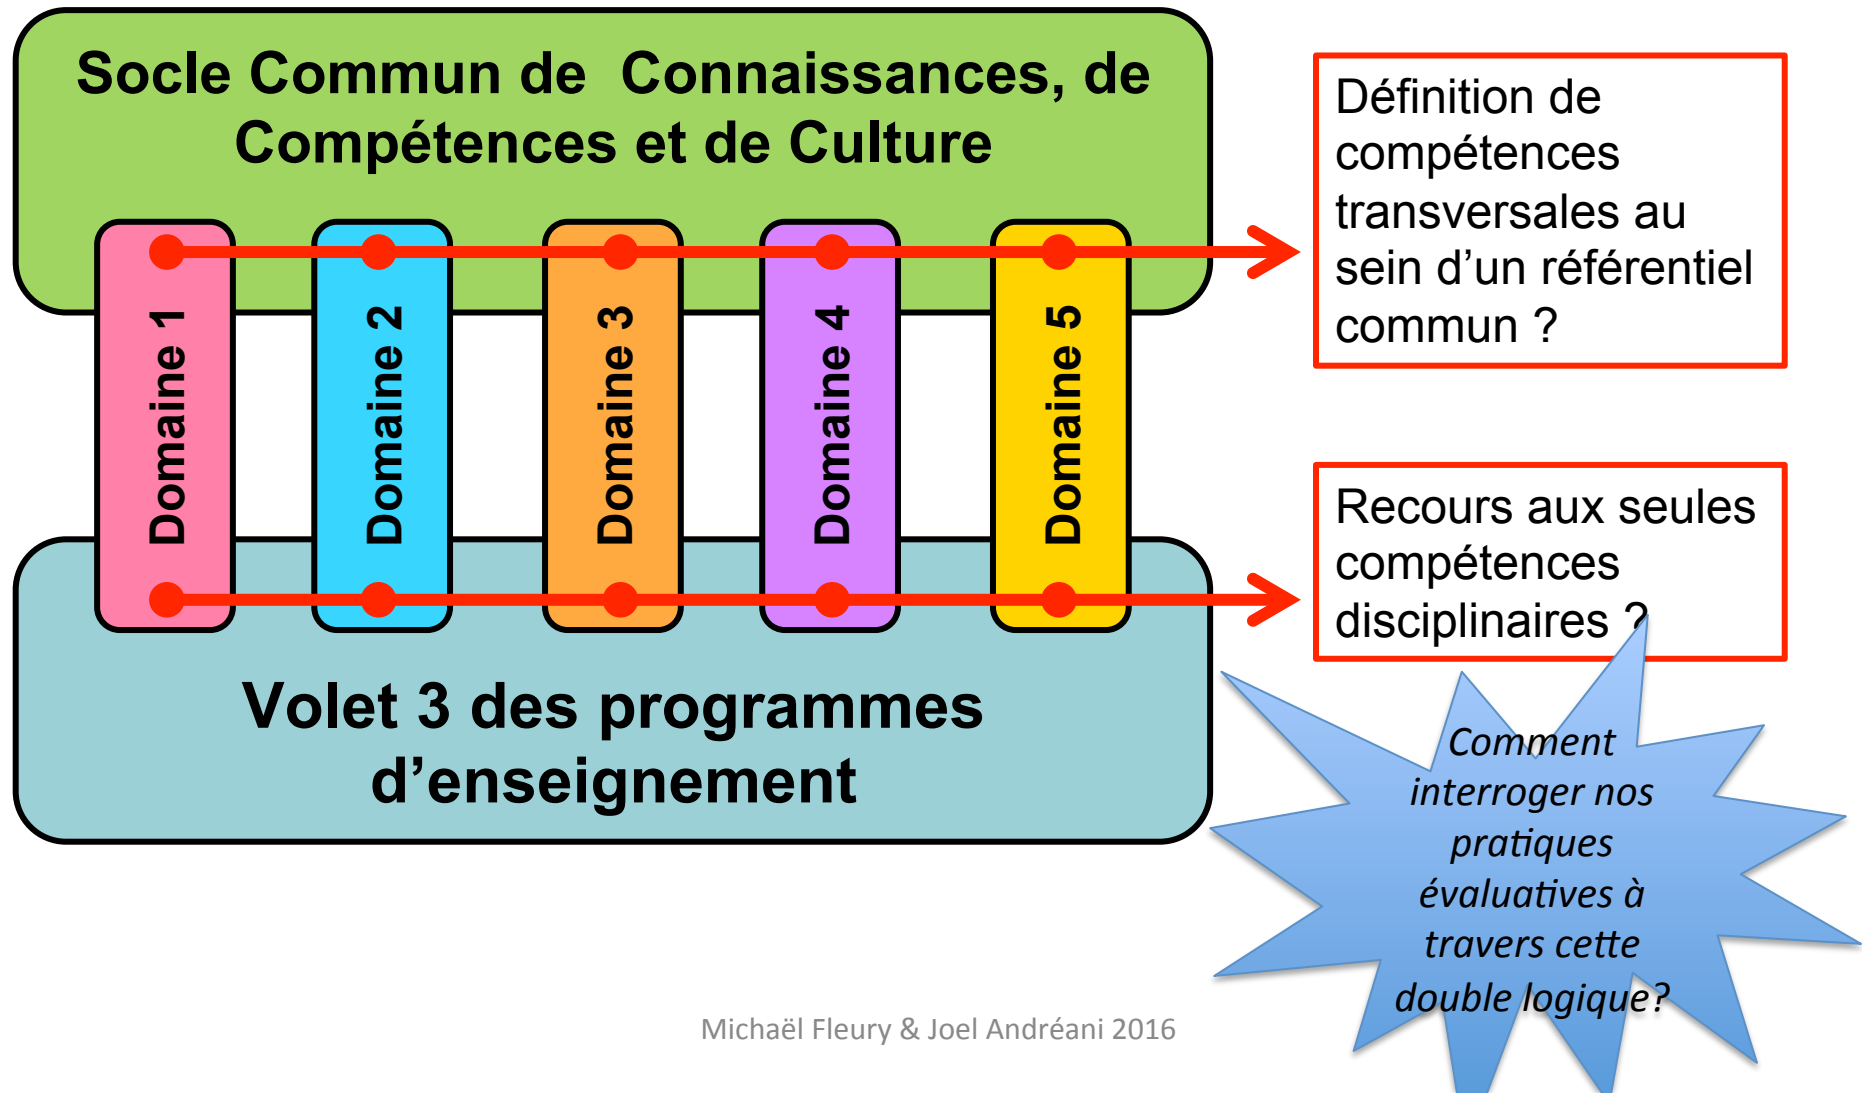 Socle Commun de  Connaissances, de
Compétences et de Culture
Domaine 1
Domaine 2
Domaine 3
Domaine 4
Domaine 5
Volet 3 des programmes
d’enseignement
Définition de
compétences
transversales au
sein d’un référentiel
commun ?
Recours aux seules
compétences
disciplinaires ?
Comment
interroger nos
pratiques
évaluatives à
travers cette
double logique?
Michaël Fleury & Joel Andréani 2016